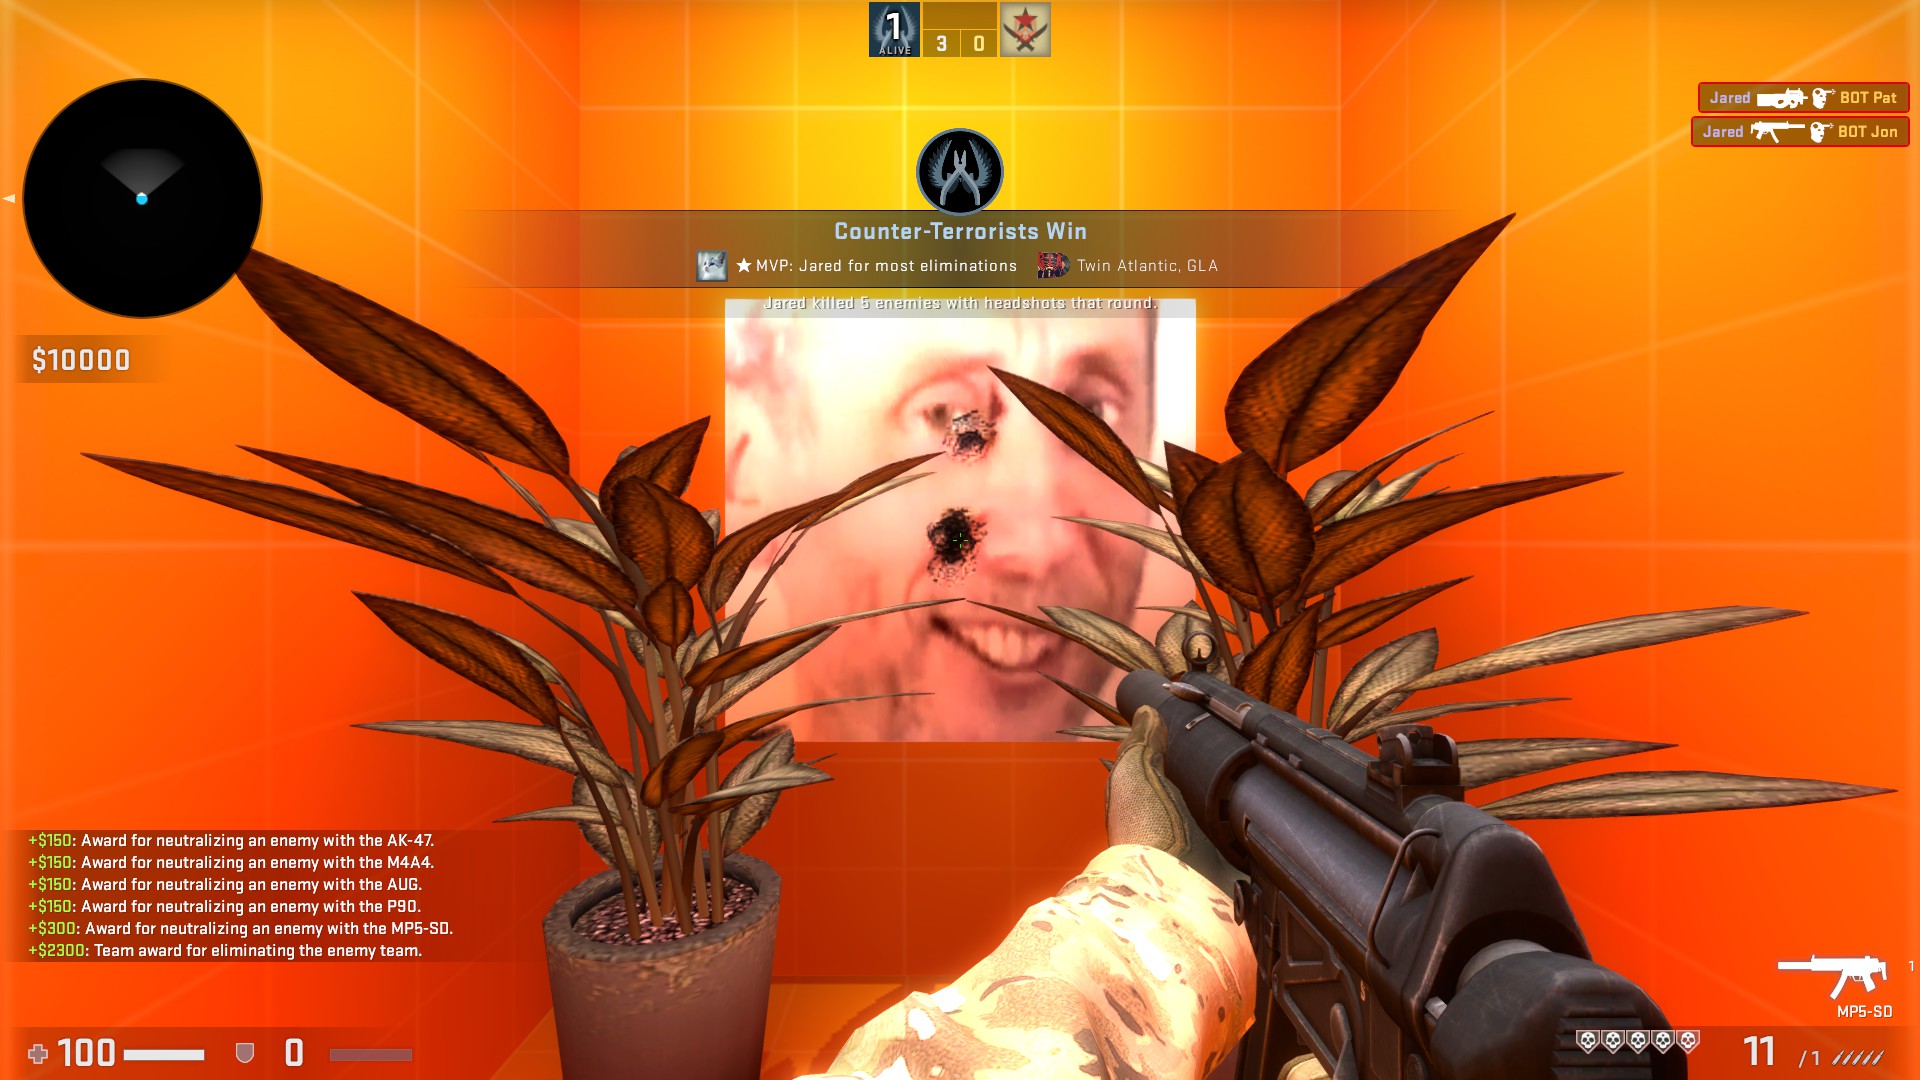 1
ALIVE
3 0
Jared BOT Pat
Jared BOT Jon
Counter-Terrorists Win
MVP: Jared for most eliminations Twin Atlantic, GLA
Jared killed 5 enemies with headshots that round.
$10000
+$150: Award for neutralizing an enemy with the AK-47.
+$150: Award for neutralizing an enemy with the M4A4.
+$150: Award for neutralizing an enemy with the AUG.
+$150: Award for neutralizing an enemy with the P90.
+$300: Award for neutralizing an enemy with the MP5-SD.
+$2300: Team award for eliminating the enemy team.
1
MP5-SD
100 0
11 / 1